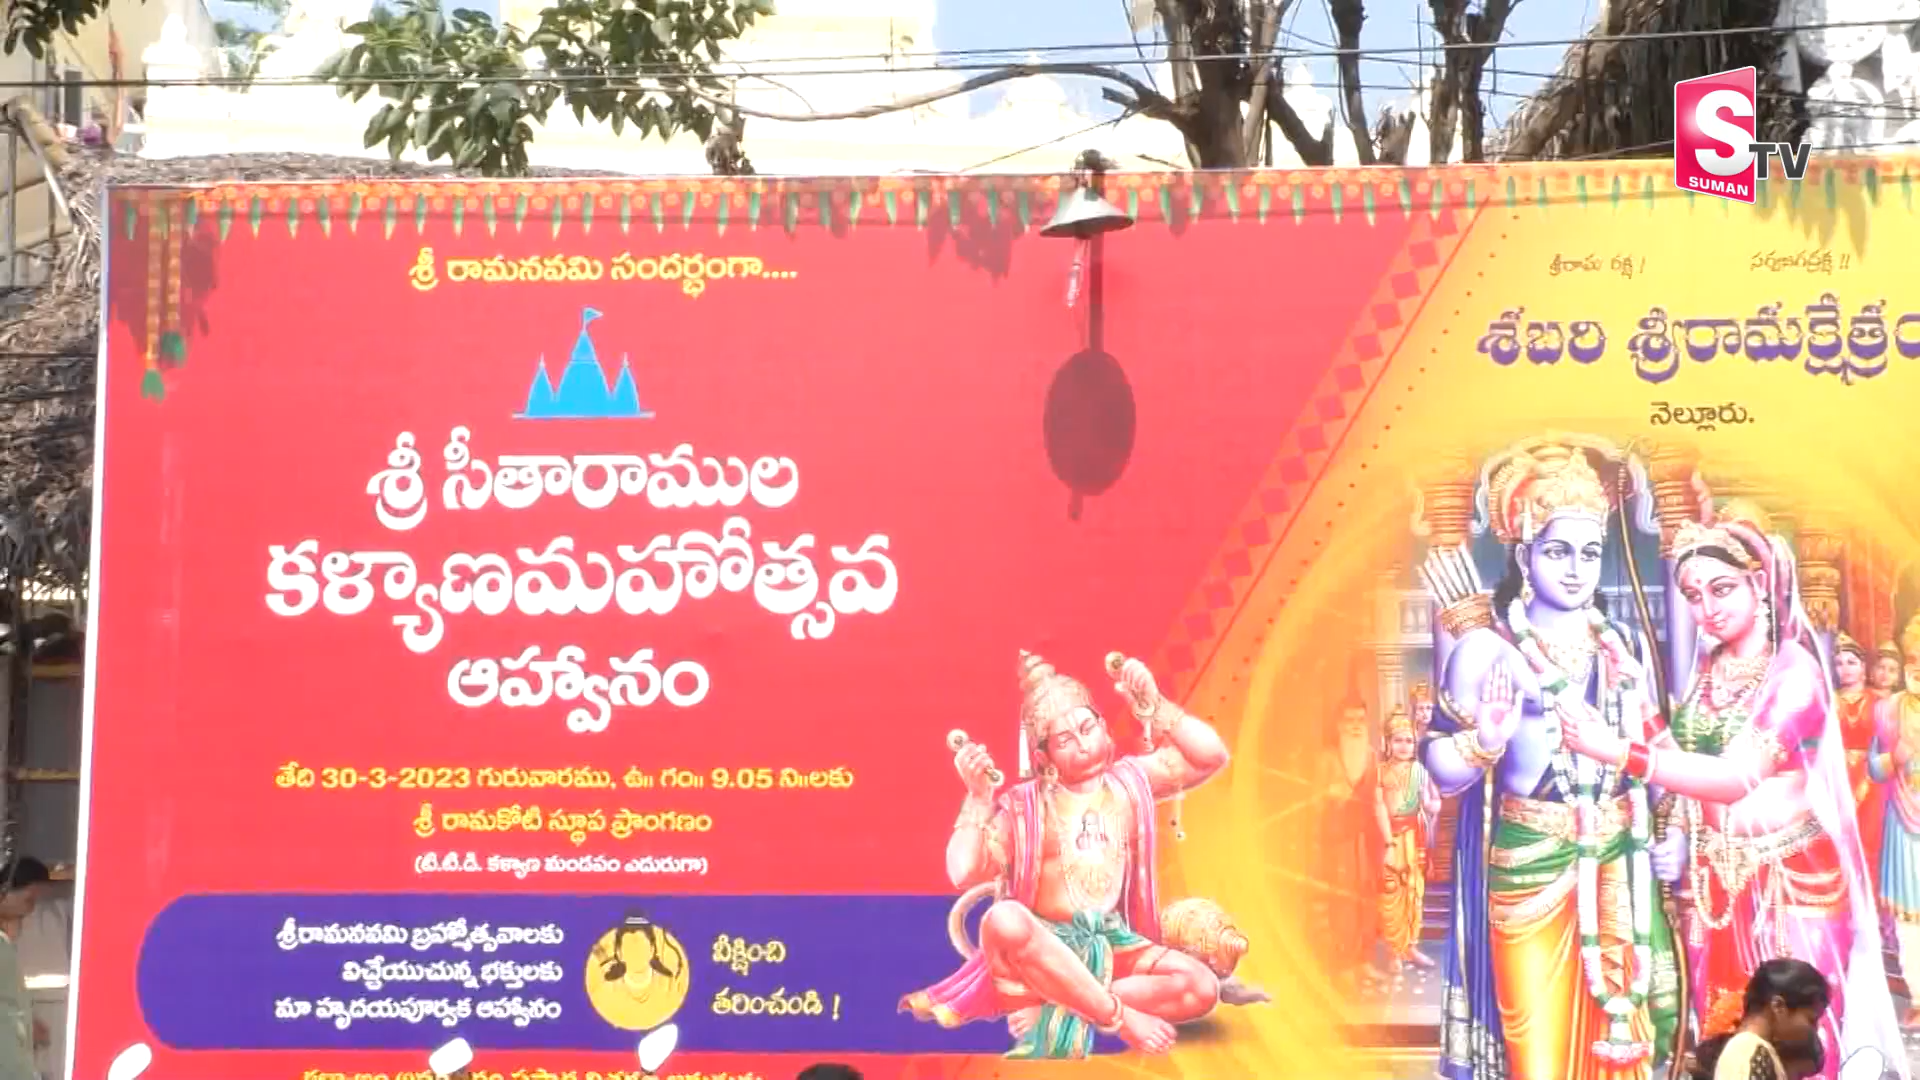 STV
SUMAN
శ్రీ రామనవమి సందర్భంగా....
శ్రీ సీతారాముల
కళ్యాణమహోత్సవ
ఆహ్వానం
తేది 30-3-2023 గురువారము, ఉ॥ గం॥ 9.05 ని॥లకు
శ్రీ రామకోటి స్థూప ప్రాంగణం
(టి.టి.డి. కళ్యాణ మండపం ఎదురుగా)
శ్రీరామనవమి బ్రహ్మోత్సవాలకు
విచ్చేయుచున్న భక్తులకు
మా హృదయపూర్వక ఆహ్వానం
వీక్షించి
తరించండి !
శ్రీరామ రక్ష !
సర్వజగద్రక్ష !!
శబరి శ్రీరామక్షేత్రం
నెల్లూరు.